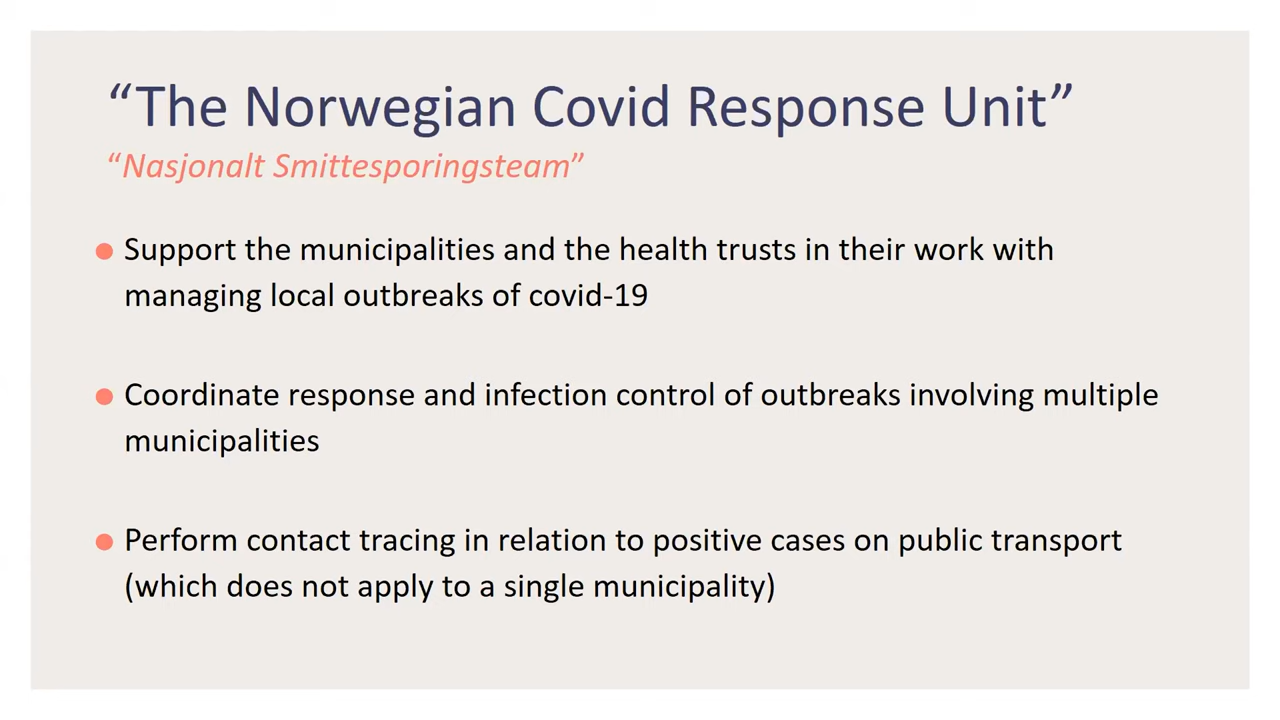 “The Norwegian Covid Response Unit”
“Nasjonalt Smittesporingsteam”
Support the municipalities and the health trusts in their work with
managing local outbreaks of covid-19
Coordinate response and infection control of outbreaks involving multiple
municipalities
Perform contact tracing in relation to positive cases on public transport
(which does not apply to a single municipality)